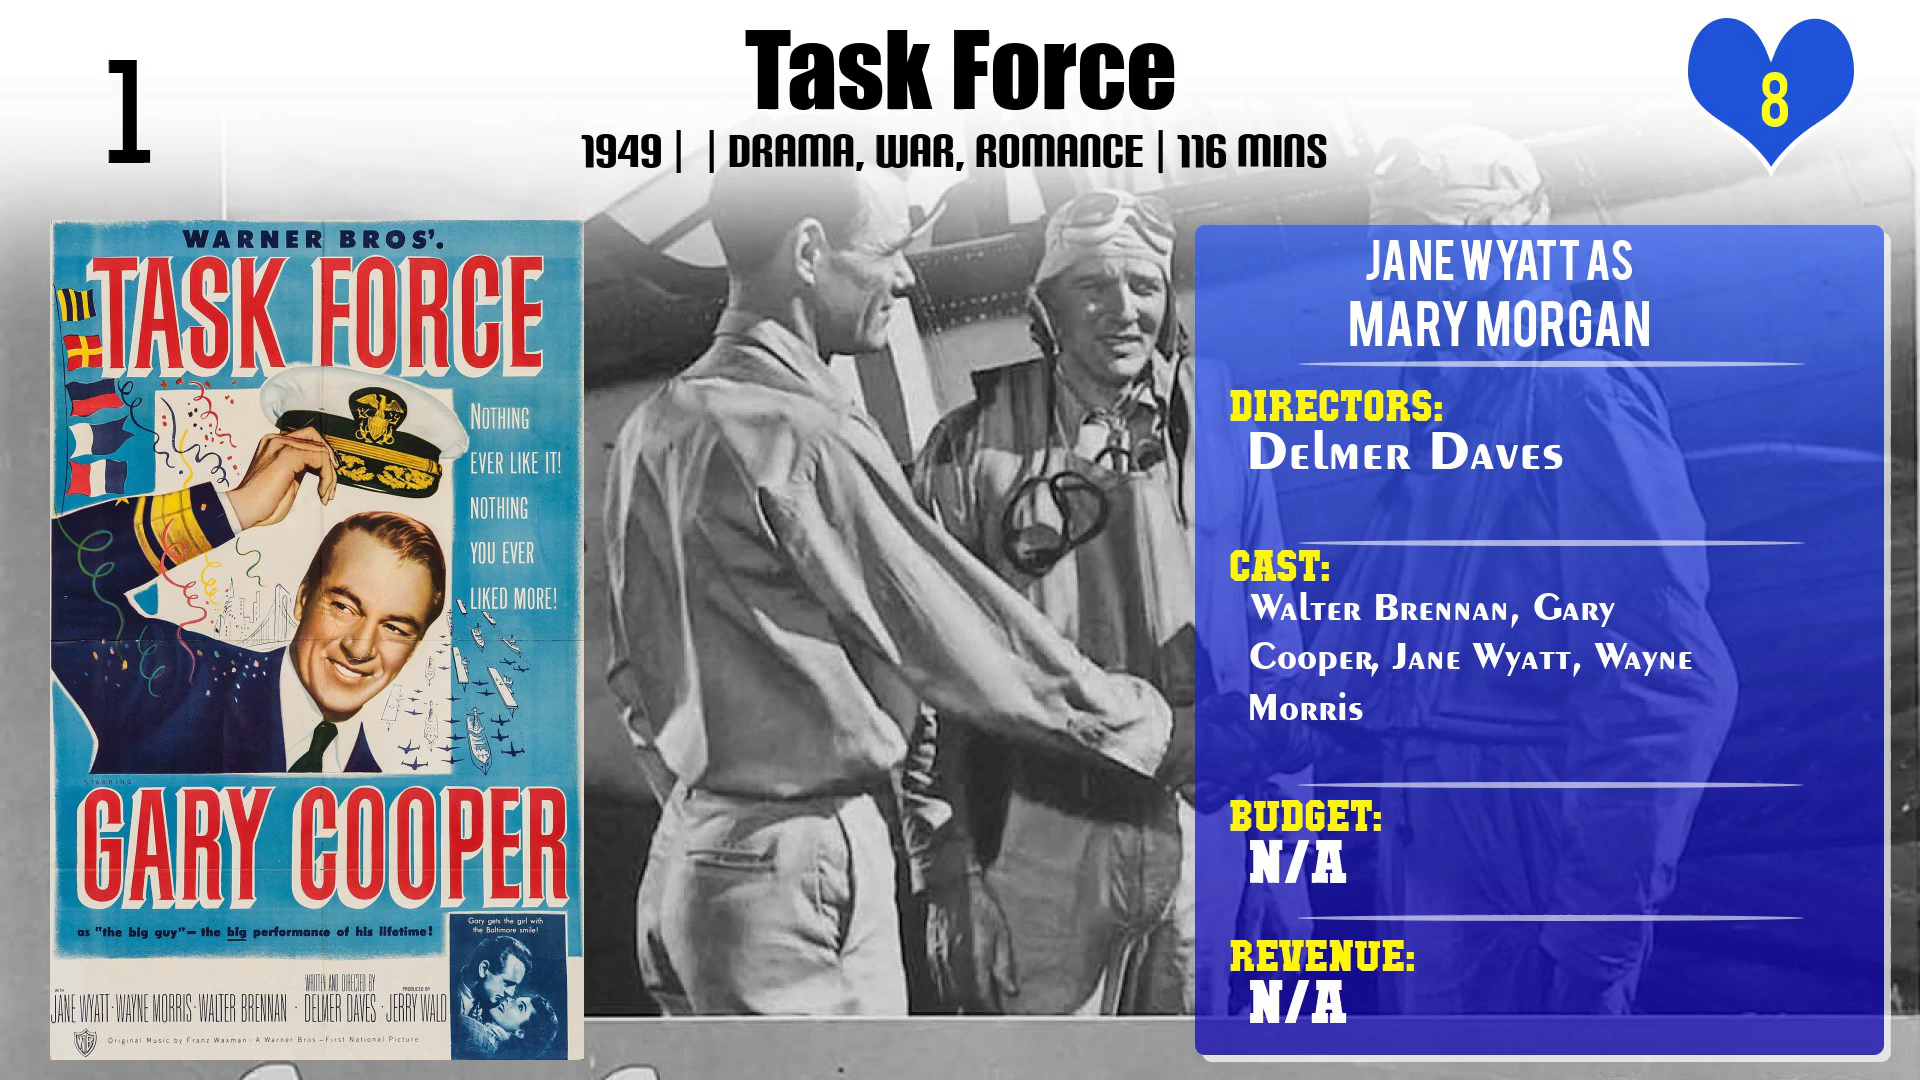 1
Task Force
1949 | | DRAMA, WAR, ROMANCE | 116 MINS
8
WARNER BROS'.
TASK FORCE
NOTHING
EVER LIKE IT!
NOTHING
YOU EVER
LIKED MORE!
STARRING
GARY COOPER
as "the big guy"—the big performance of his lifetime!
Gary gets the girl with
the Baltimore smile!
WITH
JANE WYATT · WAYNE MORRIS · WALTER BRENNAN ·
WRITTEN AND DIRECTED BY
DELMER DAVES ·
PRODUCED BY
JERRY WALD
WB
Original Music by Franz Waxman · A Warner Bros—First National Picture
JANE WYATT AS
MARY MORGAN
DIRECTORS:
Delmer Daves
CAST:
Walter Brennan, Gary
Cooper, Jane Wyatt, Wayne
Morris
BUDGET:
N/A
REVENUE:
N/A